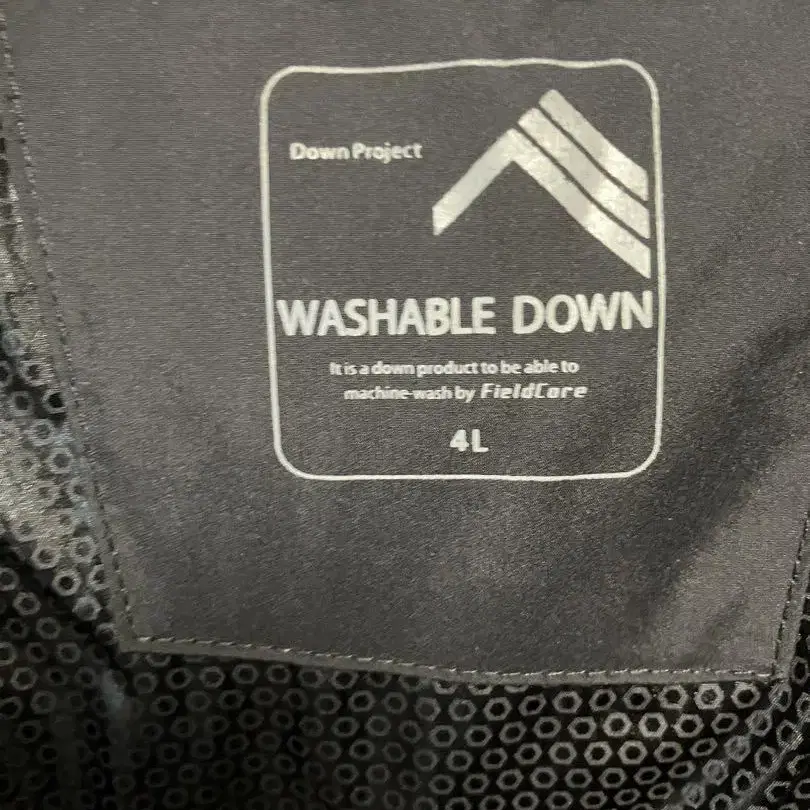 Down Project
WASHABLE DOWN
It is a down product to be able to
machine-wash by FieldCore
4L